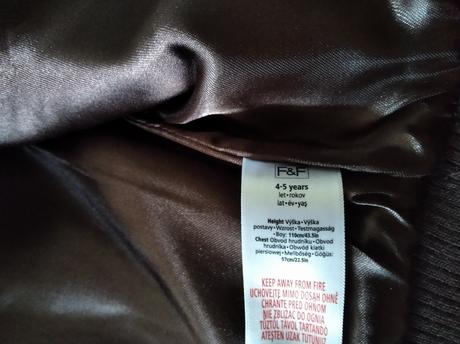 F&F
4-5 years
let • rokov
lat • év • yaş
Height Výška • Výška
postavy • Wzrost • Testmagasság
• Boy: 110cm/43.5in
Chest Obvod hrudníku • Obvod
hrudníka • Obwód klatki
piersiowej • Mellbőség • Göğüs:
57cm/22.5in
KEEP AWAY FROM FIRE
UCHOVEJTE MIMO DOSAH OHNĚ
CHRÁNTE PRED OHNOM
NIE ZBLIŻAĆ DO OGNIA
TŰZTŐL TÁVOL TARTANDÓ
ATEŞTEN UZAK TUTUNUZ